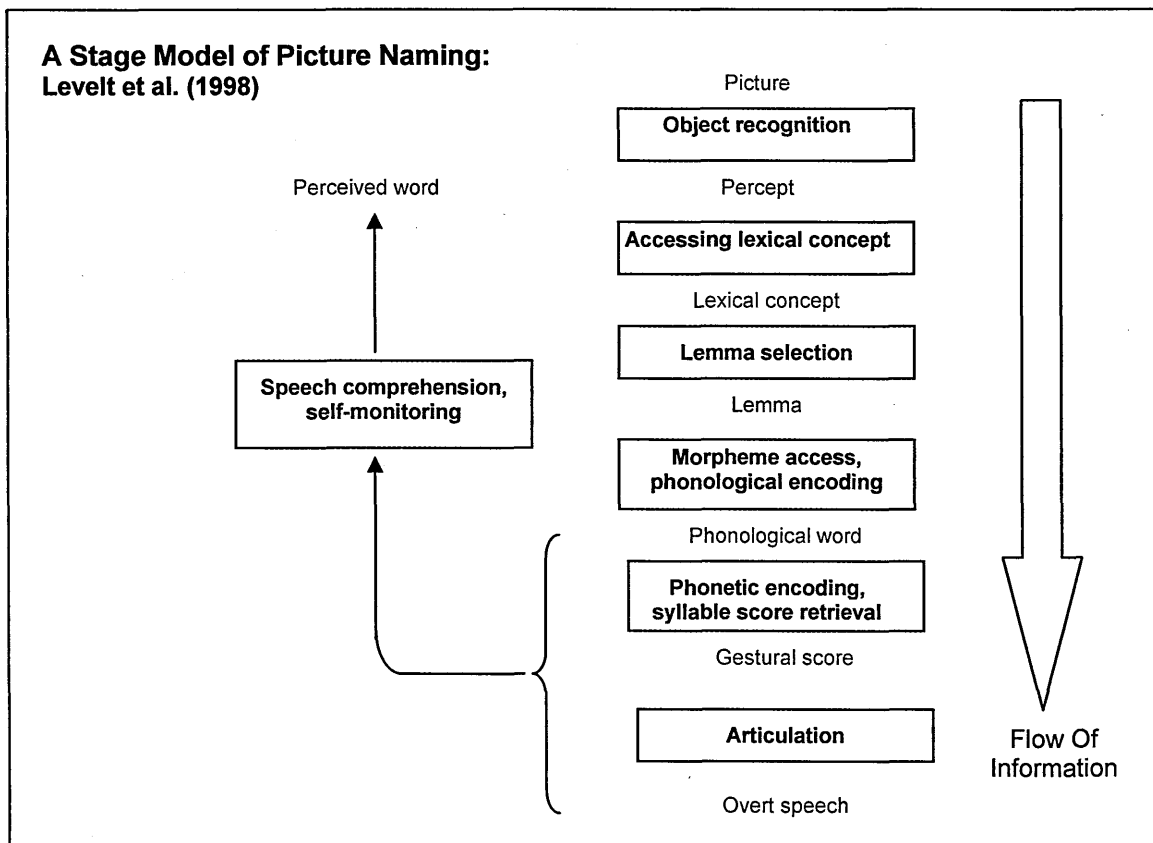 A Stage Model of Picture Naming:
Levelt et al. (1998)
Picture
Object recognition
Percept
Perceived word
Accessing lexical concept
Lexical concept
Lemma selection
Speech comprehension,
self-monitoring
Lemma
Morpheme access,
phonological encoding
Phonological word
Phonetic encoding,
syllable score retrieval
Gestural score
Articulation
Overt speech
Flow Of
Information